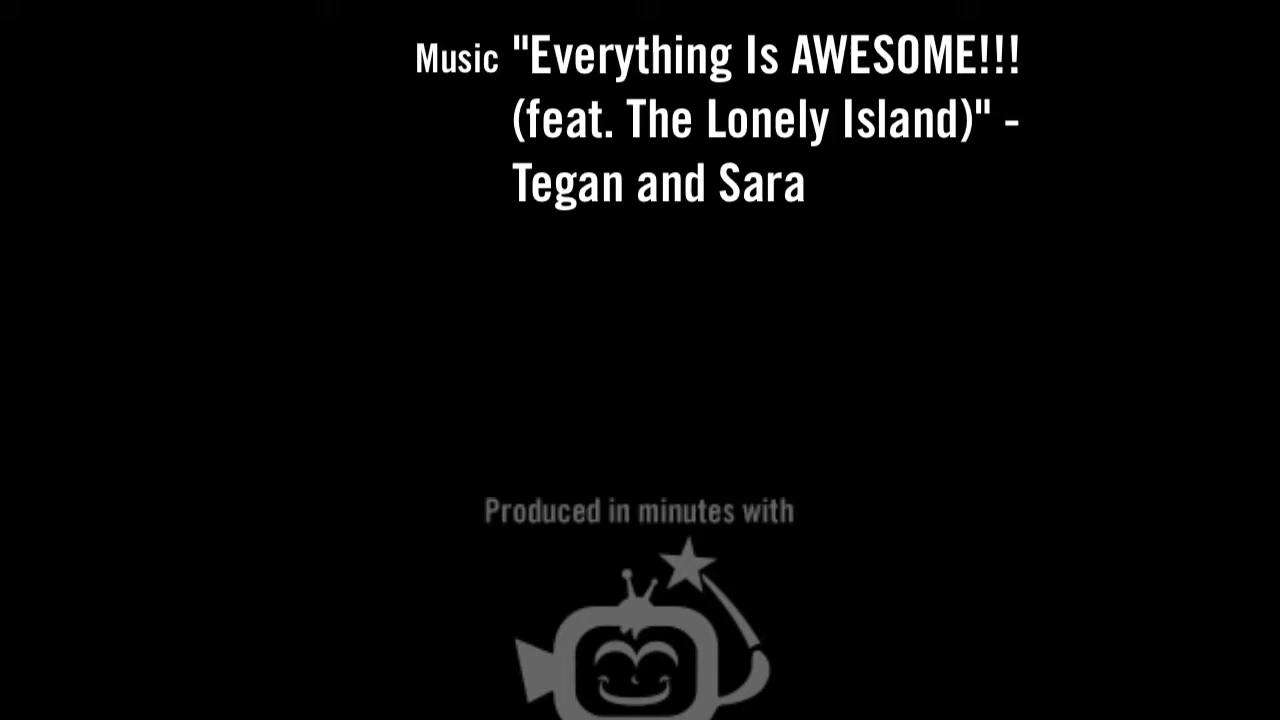 Music "Everything Is AWESOME!!!
(feat. The Lonely Island)" -
Tegan and Sara
Produced in minutes with